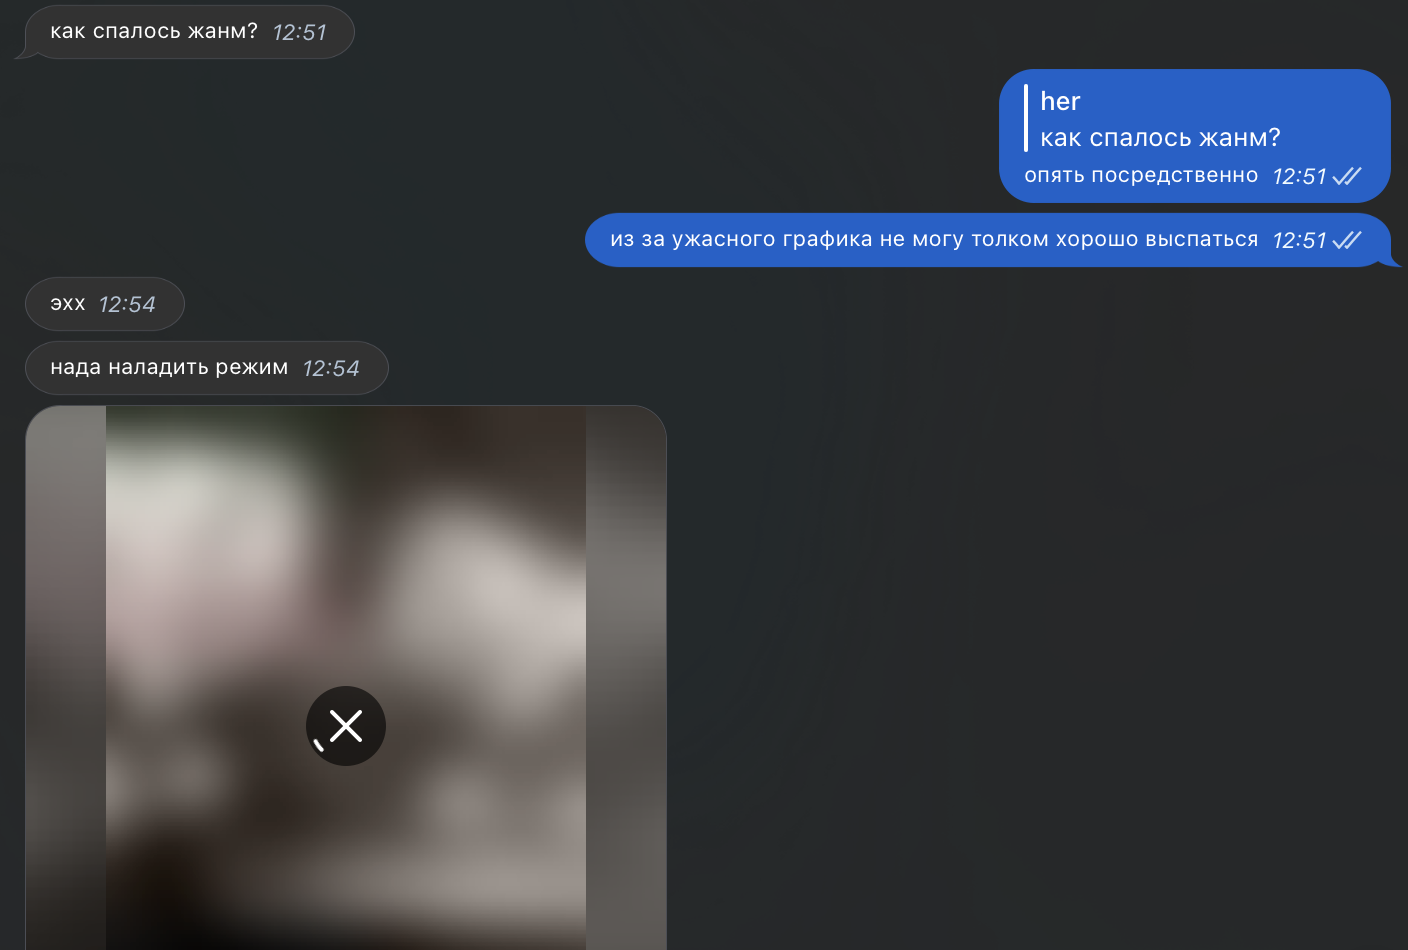 как спалось жанм? 12:51
her
как спалось жанм?
опять посредственно 12:51
из за ужасного графика не могу толком хорошо выспаться 12:51
эхх 12:54
нада наладить режим 12:54